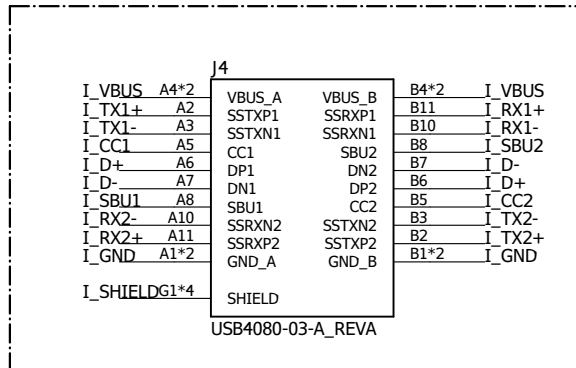 J4
I_VBUS A4*2 VBUS_A VBUS_B B4*2 I_VBUS
I_TX1+ A2 SSTXP1 SSRXP1 B11 I_RX1+
I_TX1- A3 SSTXN1 SSRXN1 B10 I_RX1-
I_CC1 A5 CC1 SBU2 B8 I_SBU2
I_D+ A6 DP1 DN2 B7 I_D-
I_D- A7 DN1 DP2 B6 I_D+
I_SBU1 A8 SBU1 CC2 B5 I_CC2
I_RX2- A10 SSRXN2 SSTXN2 B3 I_TX2-
I_RX2+ A11 SSRXP2 SSTXP2 B2 I_TX2+
I_GND A1*2 GND_A GND_B B1*2 I_GND
I_SHIELD G1*4 SHIELD
USB4080-03-A_REVA